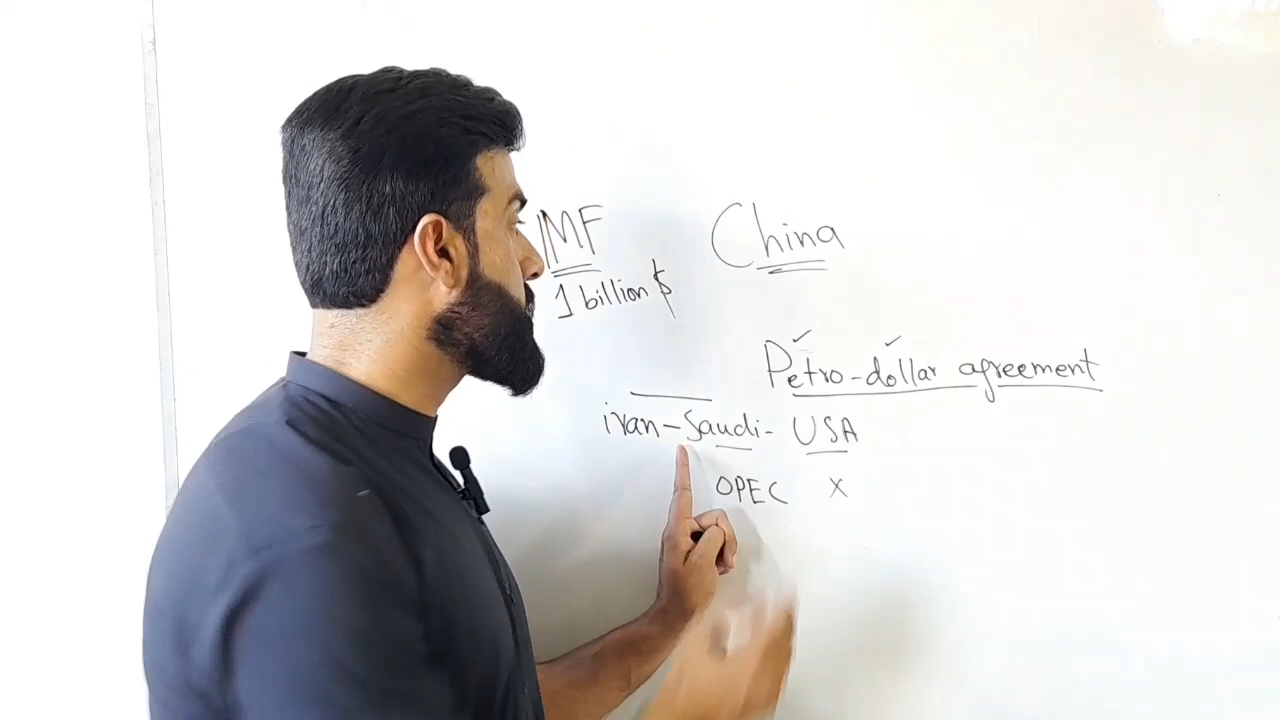 IMF
China
1 billion $
Petro-dollar agreement
iran-Saudi- USA
OPEC X